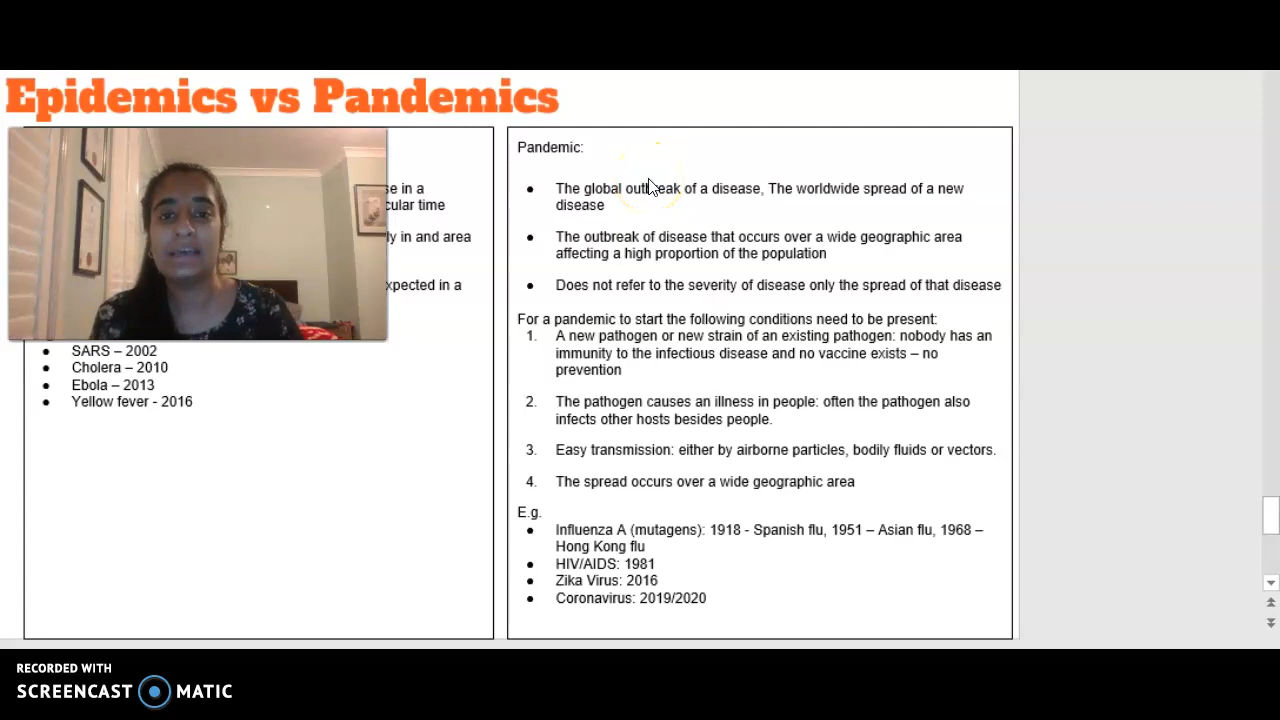 Epidemics vs Pandemics
se in a
cular time
ly in and area
xpected in a
SARS – 2002
Cholera – 2010
Ebola – 2013
Yellow fever - 2016
Pandemic:
The global outbreak of a disease, The worldwide spread of a new
disease
The outbreak of disease that occurs over a wide geographic area
affecting a high proportion of the population
Does not refer to the severity of disease only the spread of that disease
For a pandemic to start the following conditions need to be present:
1. A new pathogen or new strain of an existing pathogen: nobody has an
immunity to the infectious disease and no vaccine exists – no
prevention
2. The pathogen causes an illness in people: often the pathogen also
infects other hosts besides people.
3. Easy transmission: either by airborne particles, bodily fluids or vectors.
4. The spread occurs over a wide geographic area
E.g.
Influenza A (mutagens): 1918 - Spanish flu, 1951 – Asian flu, 1968 –
Hong Kong flu
HIV/AIDS: 1981
Zika Virus: 2016
Coronavirus: 2019/2020
RECORDED WITH
SCREENCAST MATIC